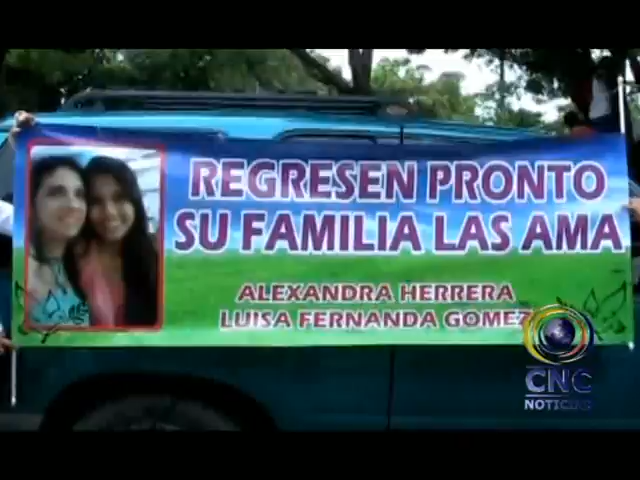 REGRESEN PRONTO
SU FAMILIA LAS AMA
ALEXANDRA HERRERA
LUISA FERNANDA GOMEZ
CNC
NOTICIAS